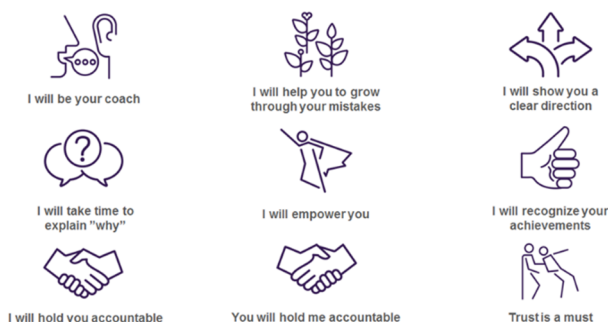 I will be your coach
I will help you to grow
through your mistakes
I will show you a
clear direction
?
I will take time to
explain ”why”
I will empower you
I will recognize your
achievements
I will hold you accountable
You will hold me accountable
Trust is a must